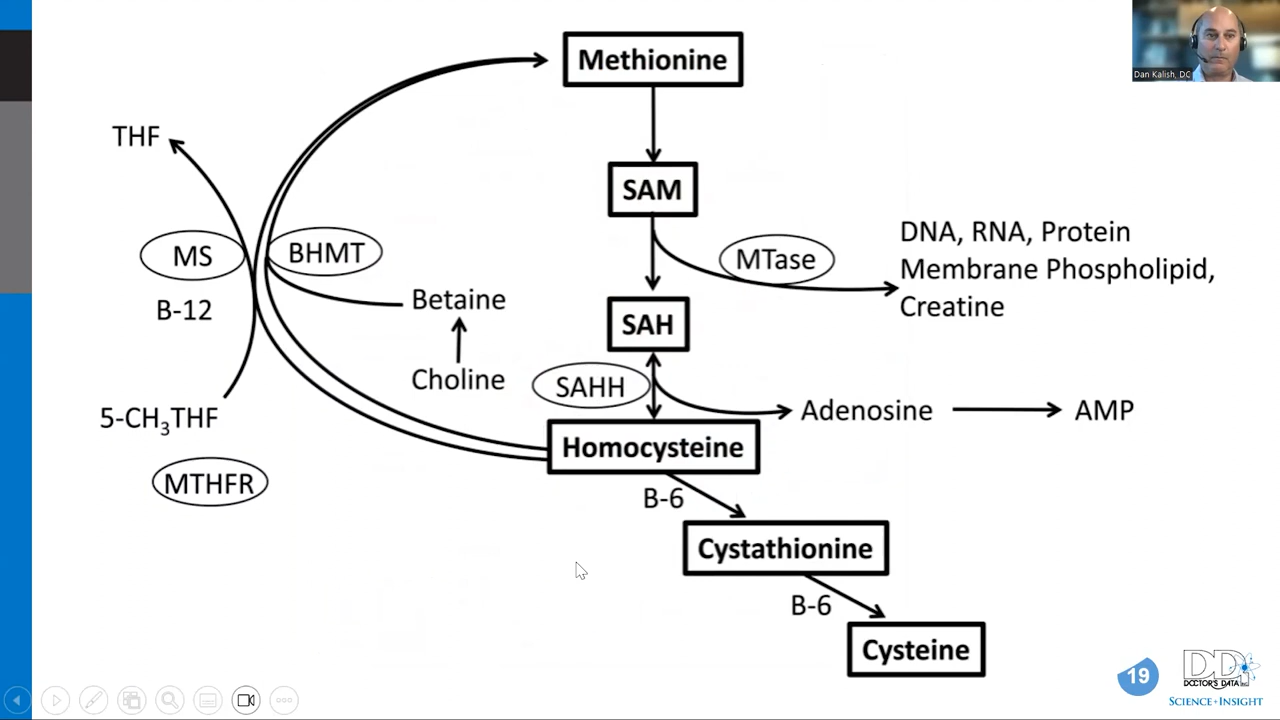 Methionine
Dan Kalish, DC
THF
SAM
MS
BHMT
MTase
DNA, RNA, Protein
Membrane Phospholipid,
Creatine
B-12
Betaine
SAH
Choline
SAHH
5-CH₃THF
Adenosine
AMP
Homocysteine
MTHFR
B-6
Cystathionine
B-6
Cysteine
19
DDI
DOCTOR'S DATA
SCIENCE + INSIGHT